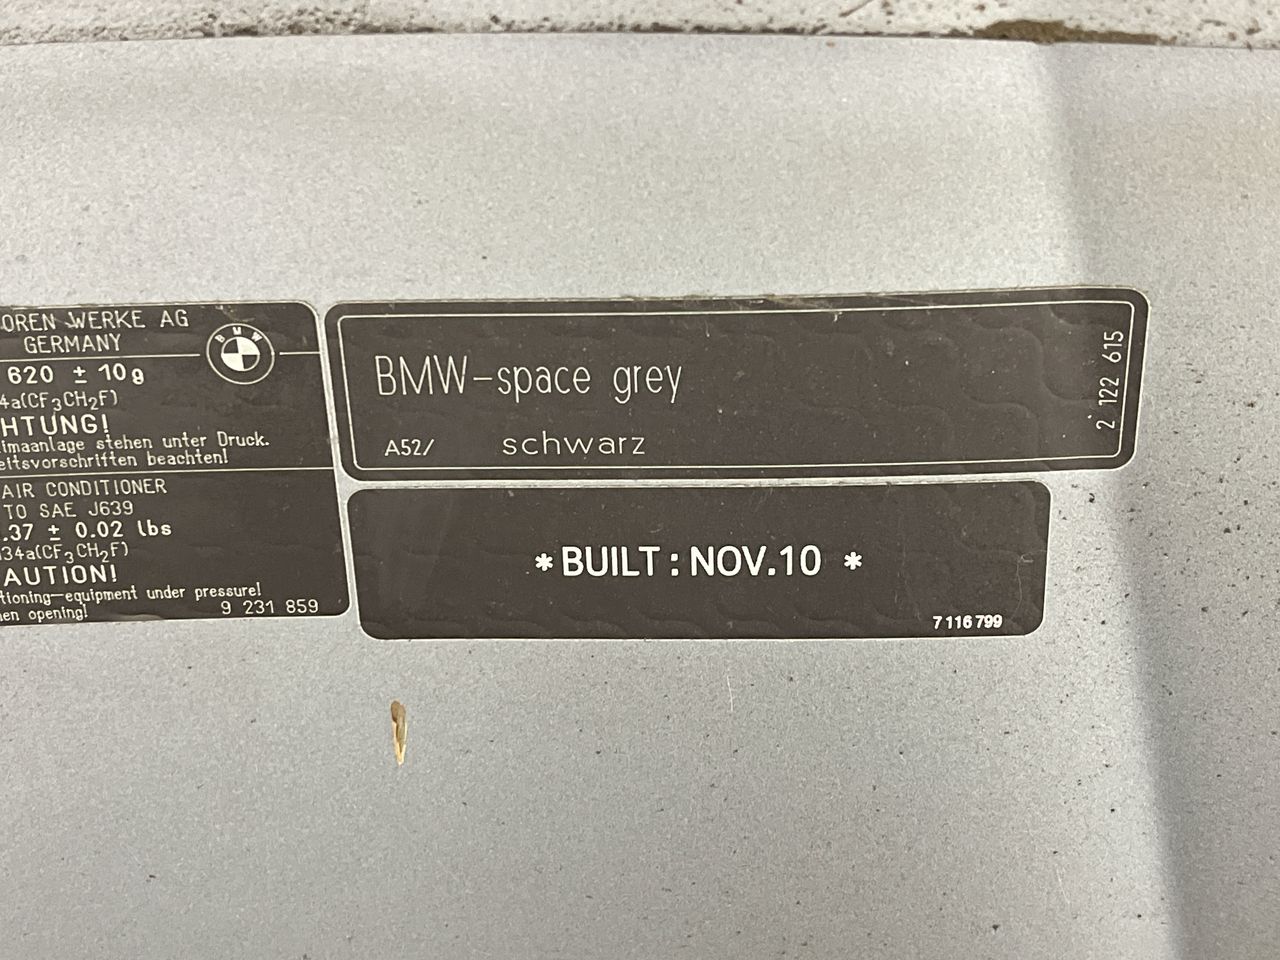 OREN WERKE AG
GERMANY
BMW
620 ± 10g
4a(CF3CH2F)
HTUNG!
imaanlage stehen unter Druck.
eitsvorschriften beachten!
AIR CONDITIONER
TO SAE J639
.37 ± 0.02 lbs
34a(CF3CH2F)
AUTION!
tioning-equipment under pressure!
en opening!
9 231 859
BMW-space grey
A52/ schwarz
2 122 615
* BUILT : NOV.10 *
7 116 799